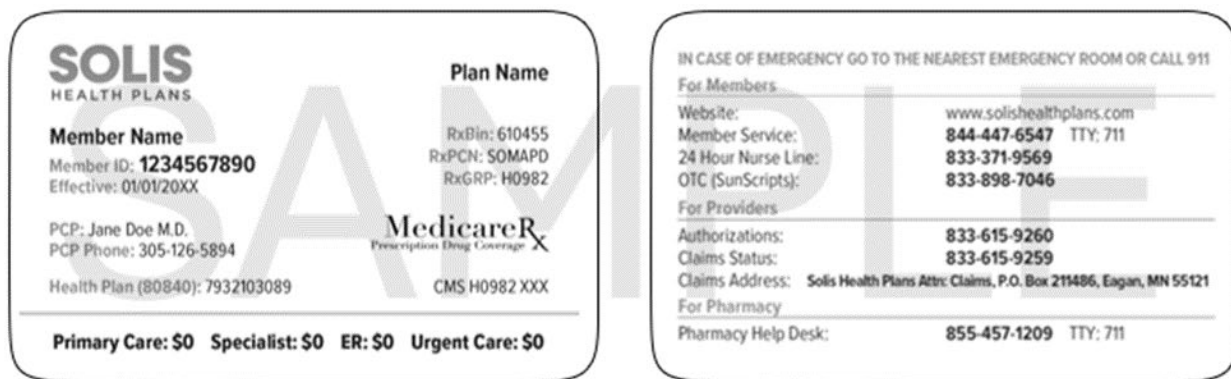 SOLIS
HEALTH PLANS
Plan Name
Member Name
Member ID: 1234567890
Effective: 01/01/20XX
RxBin: 610455
RxPCN: SOMAPD
RxGRP: H0982
PCP: Jane Doe M.D.
PCP Phone: 305-126-5894
MedicareRx
Prescription Drug Coverage
Health Plan (80840): 7932103089
CMS H0982 XXX
Primary Care: $0 Specialist: $0 ER: $0 Urgent Care: $0
IN CASE OF EMERGENCY GO TO THE NEAREST EMERGENCY ROOM OR CALL 911
For Members
Website: www.solishealthplans.com
Member Service: 844-447-6547 TTY: 711
24 Hour Nurse Line: 833-371-9569
OTC (SunScripts): 833-898-7046
For Providers
Authorizations: 833-615-9260
Claims Status: 833-615-9259
Claims Address: Solis Health Plans Attn: Claims, P.O. Box 211486, Eagan, MN 55121
For Pharmacy
Pharmacy Help Desk: 855-457-1209 TTY: 711
SAMPLE